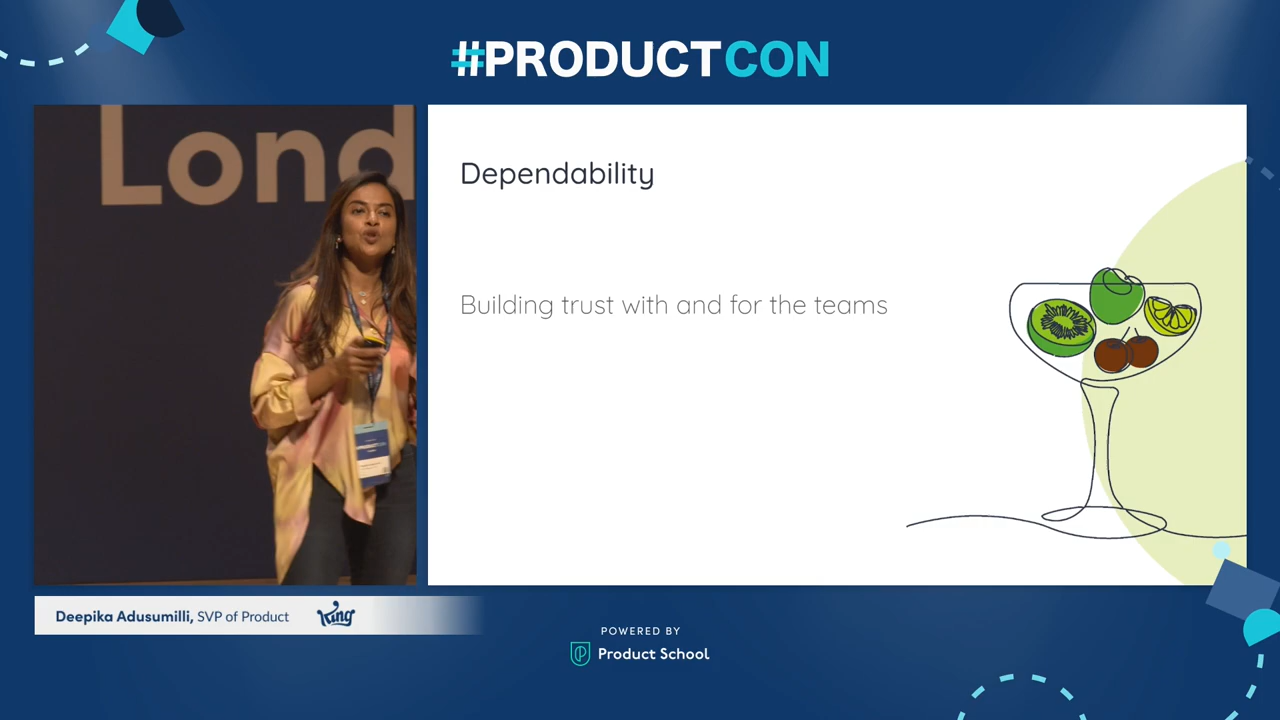 #PRODUCTCON
Lond
Dependability
Building trust with and for the teams
Deepika Adusumilli, SVP of Product
King
POWERED BY
Product School